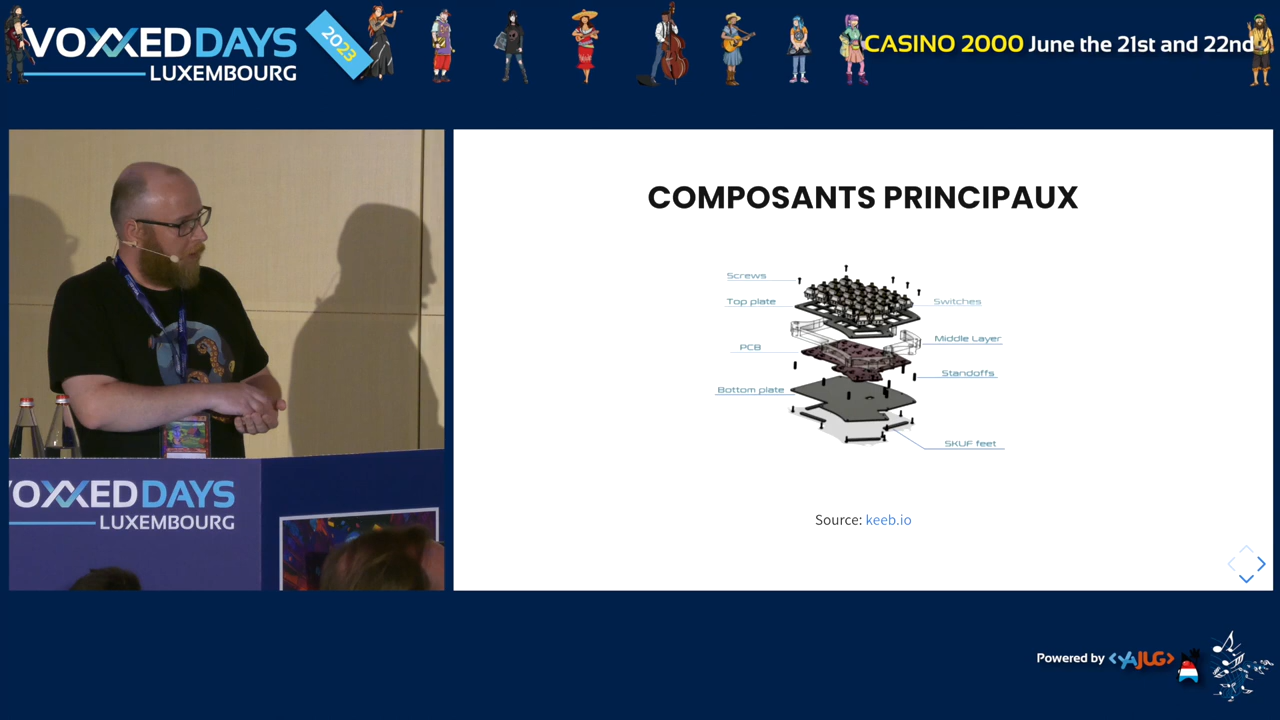 VOXXED DAYS
LUXEMBOURG
2023
CASINO 2000 June the 21st and 22nd
COMPOSANTS PRINCIPAUX
Screws
Top plate
Switches
Middle Layer
PCB
Standoffs
Bottom plate
SKUF feet
Source: keeb.io
OXXED DAYS
LUXEMBOURG
Powered by <YAJUG>